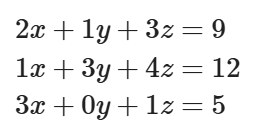 2x + 1y + 3z = 9
1x + 3y + 4z = 12
3x + 0y + 1z = 5